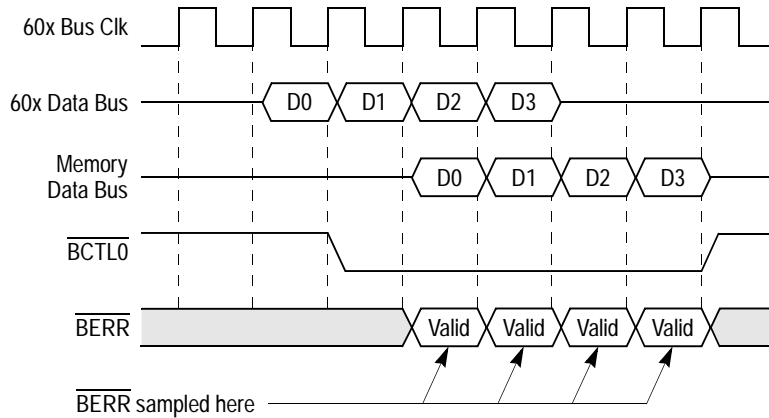 60x Bus Clk
60x Data Bus
D0 D1 D2 D3
Memory
Data Bus
D0 D1 D2 D3
BCTL0
BERR
Valid Valid Valid Valid
BERR sampled here